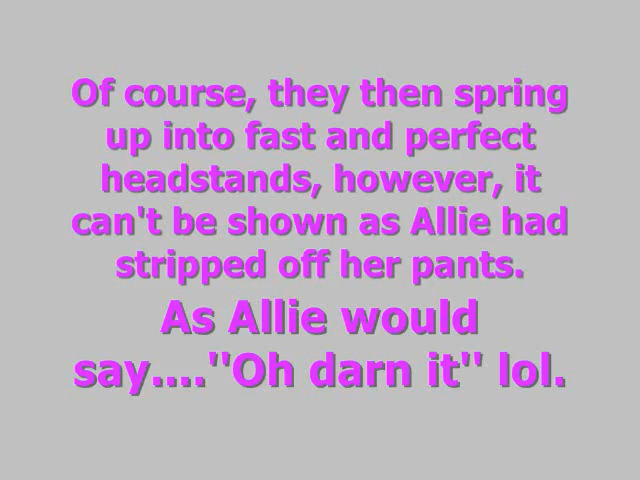 Of course, they then spring
up into fast and perfect
headstands, however, it
can't be shown as Allie had
stripped off her pants.
As Allie would
say....''Oh darn it'' lol.